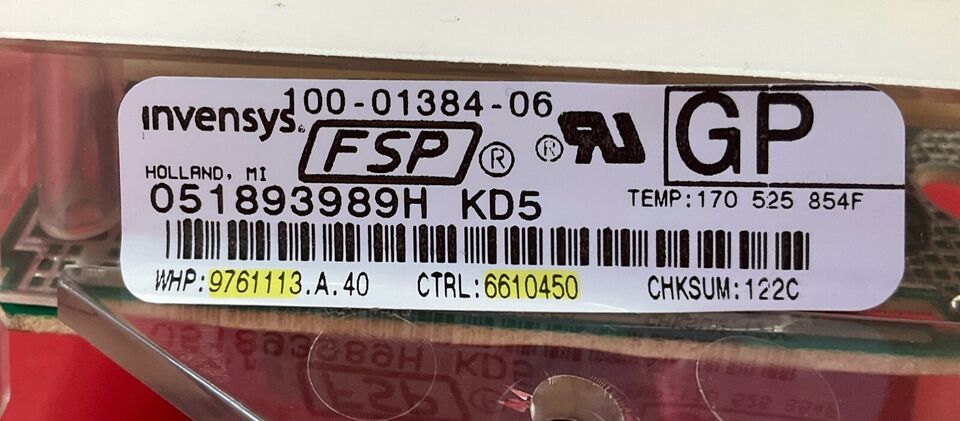 100-01384-06
invensys®
FSP ® ® RU GP
HOLLAND, MI
051893989H KD5 TEMP:170 525 854F
WHP:9761113.A.40 CTRL:6610450 CHKSUM:122C